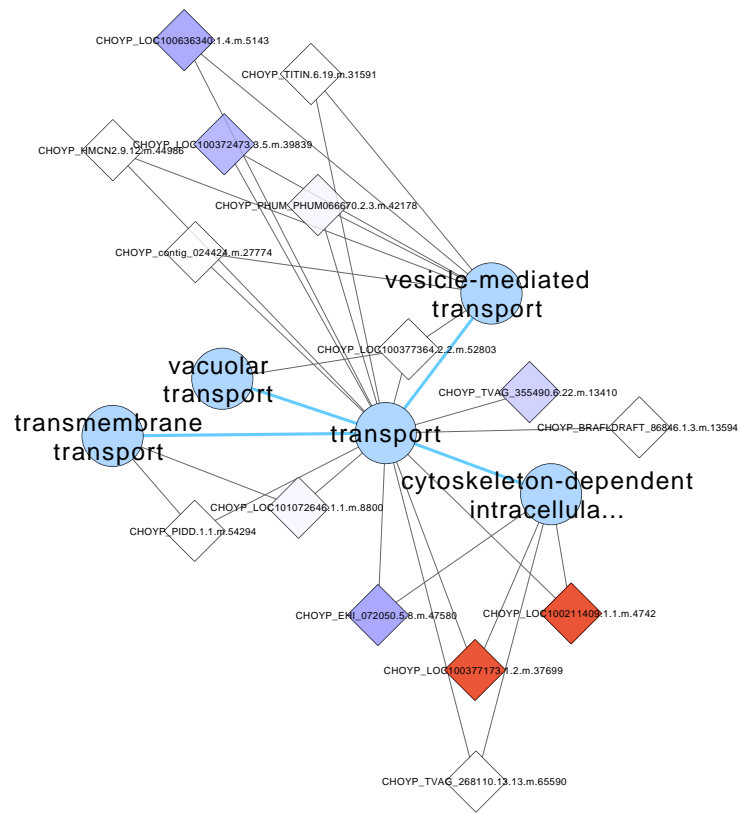 CHOYP_LOC100636340.1.4.m.5143
CHOYP_TITIN.6.19.m.31591
CHOYP_HMCN2.9.12.m.44986
CHOYP_LOC100372473.3.5.m.39839
CHOYP_PHUM_PHUM066670.2.3.m.42178
CHOYP_contig_024424.m.27774
vesicle-mediated
transport
CHOYP_LOC100377364.2.2.m.52803
vacuolar
transport
CHOYP_TVAG_355490.6.22.m.13410
transmembrane
transport
transport
CHOYP_BRAFLDRAFT_86846.1.3.m.13594
cytoskeleton-dependent
intracellula...
CHOYP_LOC101072646.1.1.m.8800
CHOYP_PIDD.1.1.m.54294
CHOYP_EHI_072050.5.8.m.47580
CHOYP_LOC100211409.1.1.m.4742
CHOYP_LOC100377173.1.2.m.37699
CHOYP_TVAG_268110.13.13.m.65590